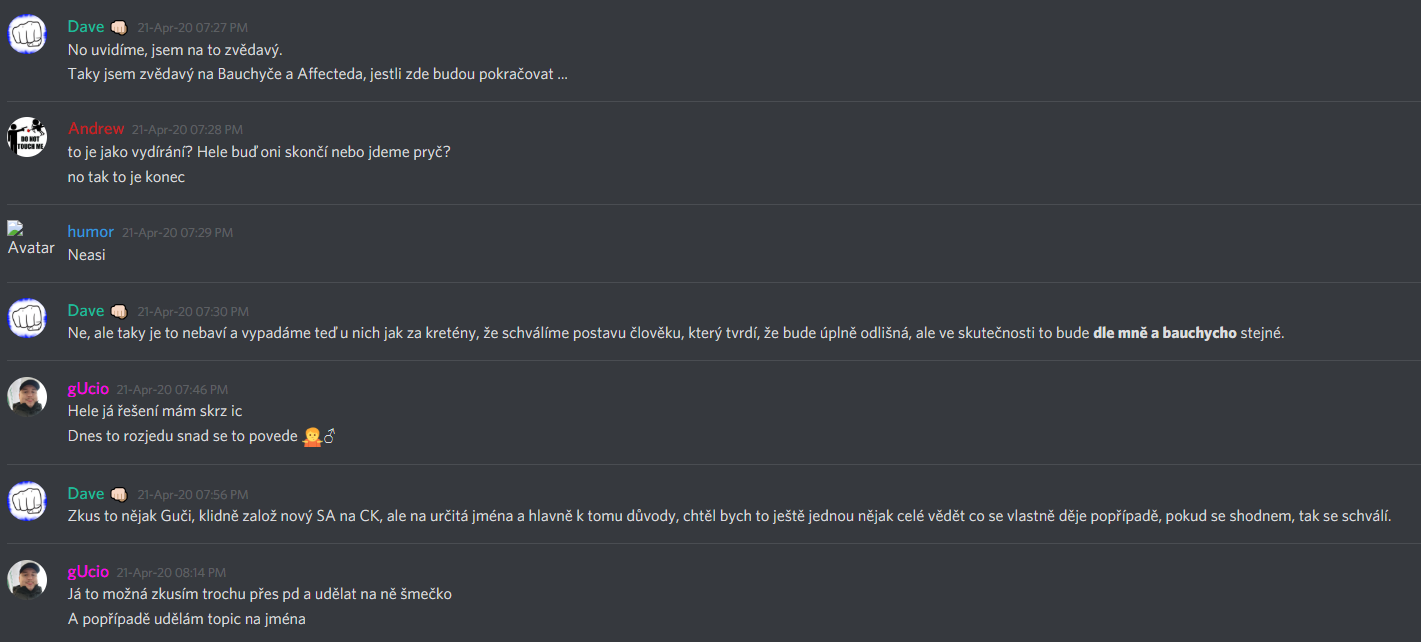 Dave 👊🏻 21-Apr-20 07:27 PM
No uvidíme, jsem na to zvědavý.
Taky jsem zvědavý na Bauchyče a Affecteda, jestli zde budou pokračovat ...
DO NOT
TOUCH ME
Andrew 21-Apr-20 07:28 PM
to je jako vydírání? Hele buď oni skončí nebo jdeme pryč?
no tak to je konec
Avatar
humor 21-Apr-20 07:29 PM
Neasi
Dave 👊🏻 21-Apr-20 07:30 PM
Ne, ale taky je to nebaví a vypadáme teď u nich jak za kretény, že schválíme postavu člověku, který tvrdí, že bude úplně odlišná, ale ve skutečnosti to bude dle mně a bauchycho stejné.
gUcio 21-Apr-20 07:46 PM
Hele já řešení mám skrz ic
Dnes to rozjedu snad se to povede 🤷♂
Dave 👊🏻 21-Apr-20 07:56 PM
Zkus to nějak Guči, klidně založ nový SA na CK, ale na určitá jména a hlavně k tomu důvody, chtěl bych to ještě jednou nějak celé vědět co se vlastně děje popřípadě, pokud se shodnem, tak se schválí.
gUcio 21-Apr-20 08:14 PM
Já to možná zkusím trochu přes pd a udělat na ně šmečko
A popřípadě udělám topic na jména